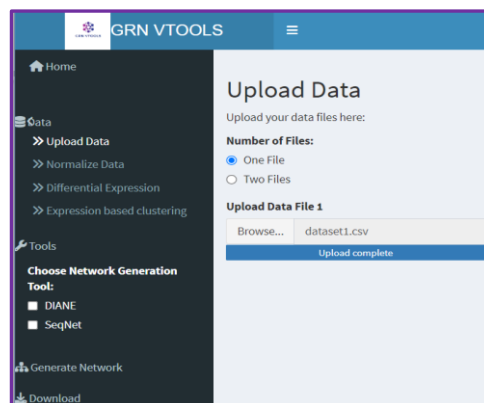 GRN VTOOLS
Home
Data
Upload Data
Normalize Data
Differential Expression
Expression based clustering
Tools
Choose Network Generation
Tool:
DIANE
SeqNet
Generate Network
Download
Upload Data
Upload your data files here:
Number of Files:
One File
Two Files
Upload Data File 1
Browse... dataset1.csv
Upload complete